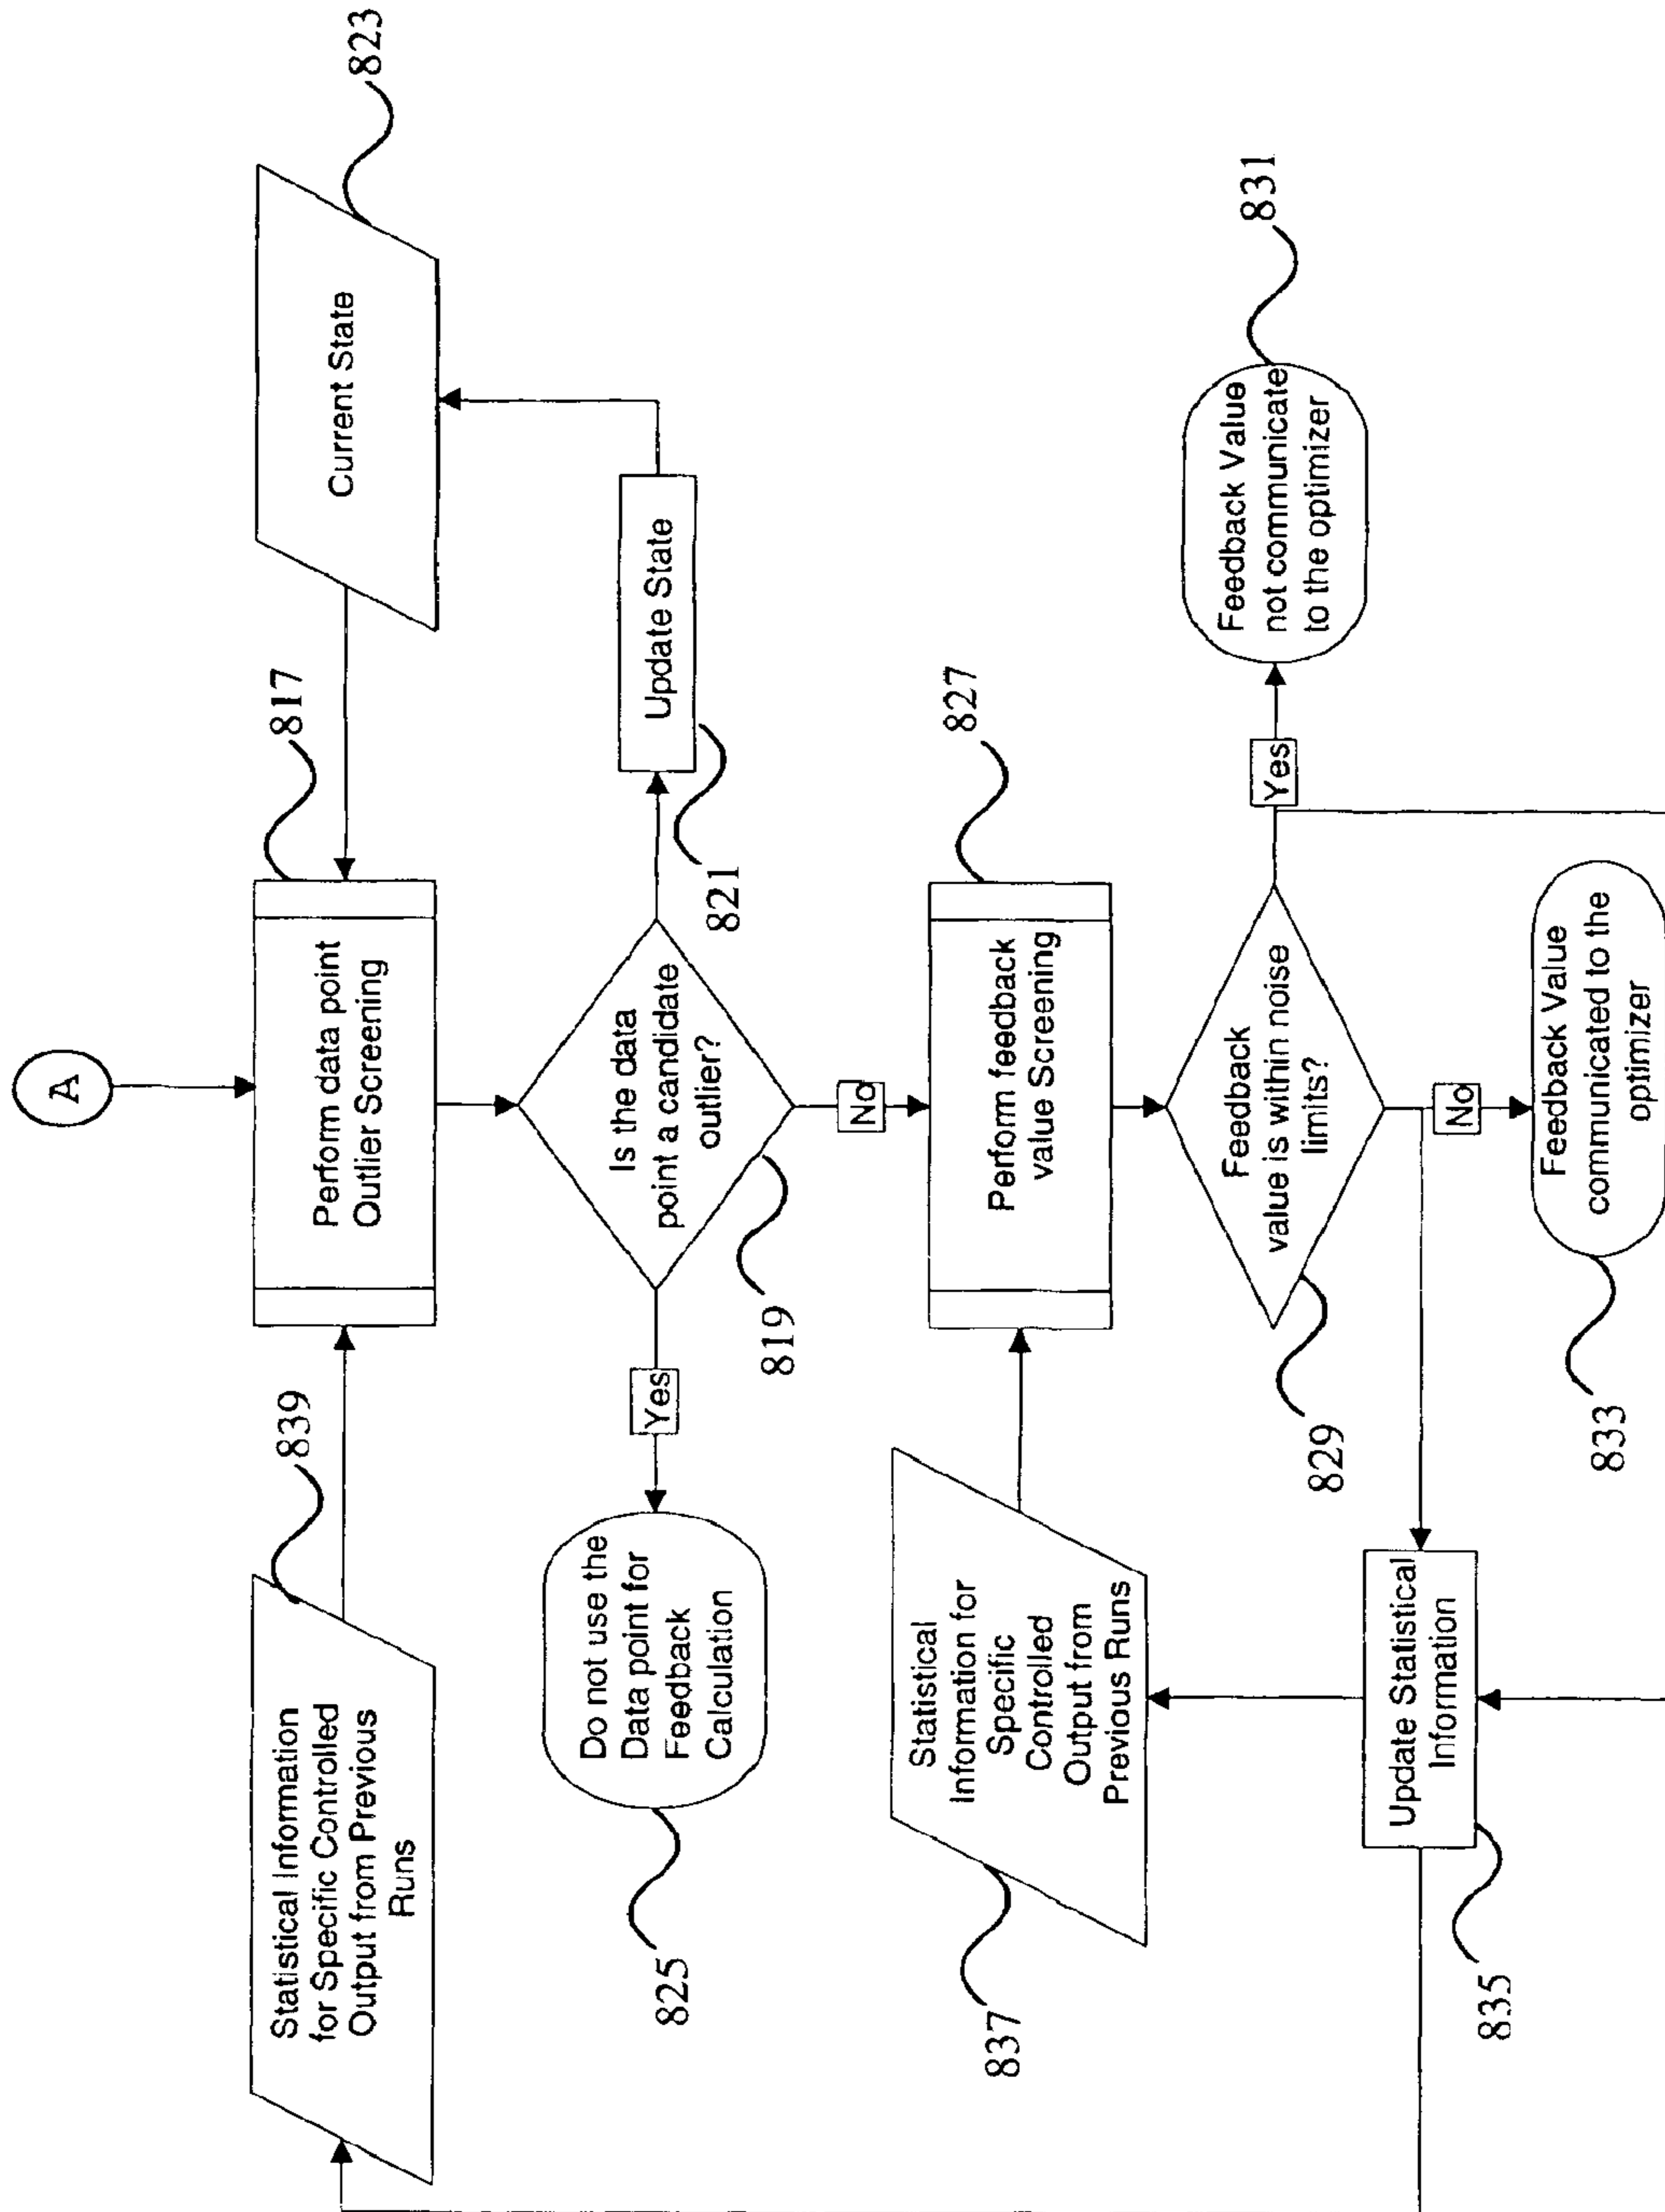 A
823
Current State
817
Perform data point
Outlier Screening
839
Statistical Information
for Specific Controlled
Output from Previous
Runs
Update State
821
Is the data
point a candidate
outlier?
819
Yes
Do not use the
Data point for
Feedback
Calculation
825
No
827
Perform feedback
value Screening
Statistical
Information for
Specific
Controlled
Output from
Previous Runs
837
831
Feedback Value
not communicate
to the optimizer
Yes
Feedback
value is within noise
limits?
829
No
Feedback Value
communicated to the
optimizer
833
Update Statistical
Information
835